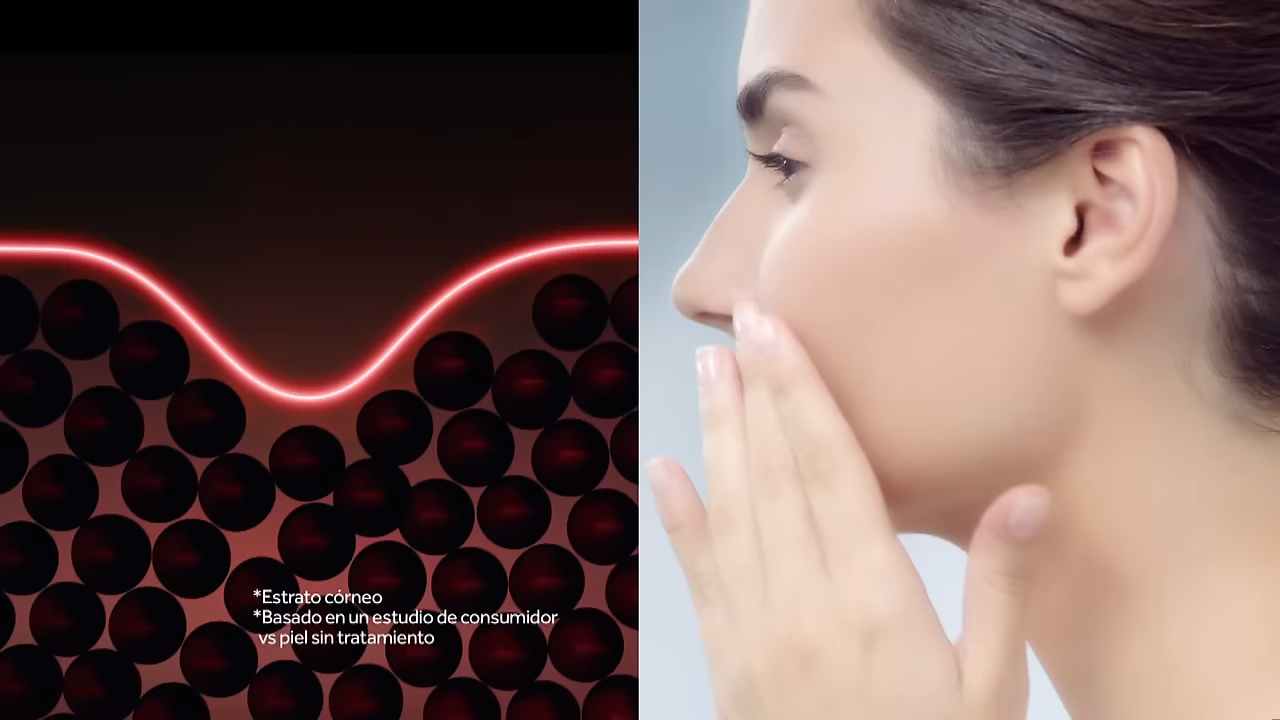 *Estrato córneo
*Basado en un estudio de consumidor
vs piel sin tratamiento